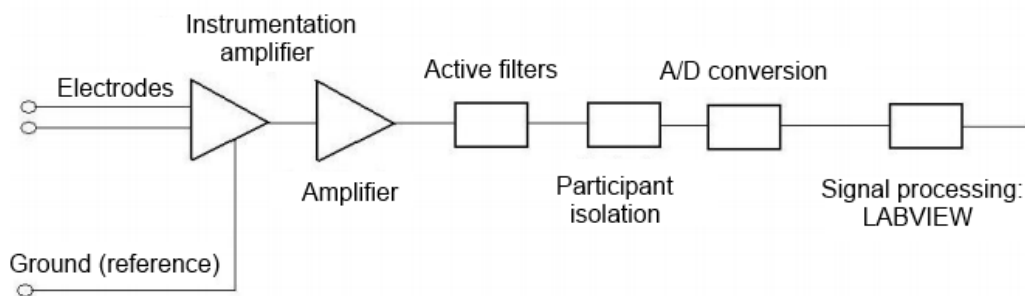 Instrumentation
amplifier
Electrodes
Active filters
A/D conversion
Amplifier
Participant
isolation
Signal processing:
LABVIEW
Ground (reference)